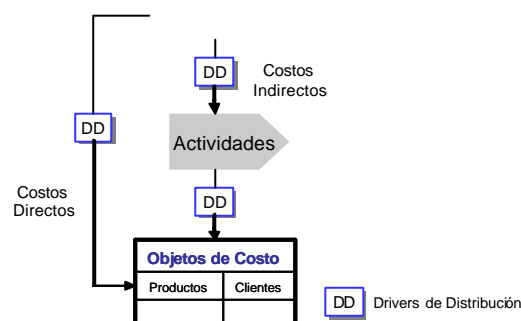 DD
Costos
Indirectos
DD
Actividades
Costos
Directos
DD
Objetos de Costo
Productos Clientes
DD Drivers de Distribución